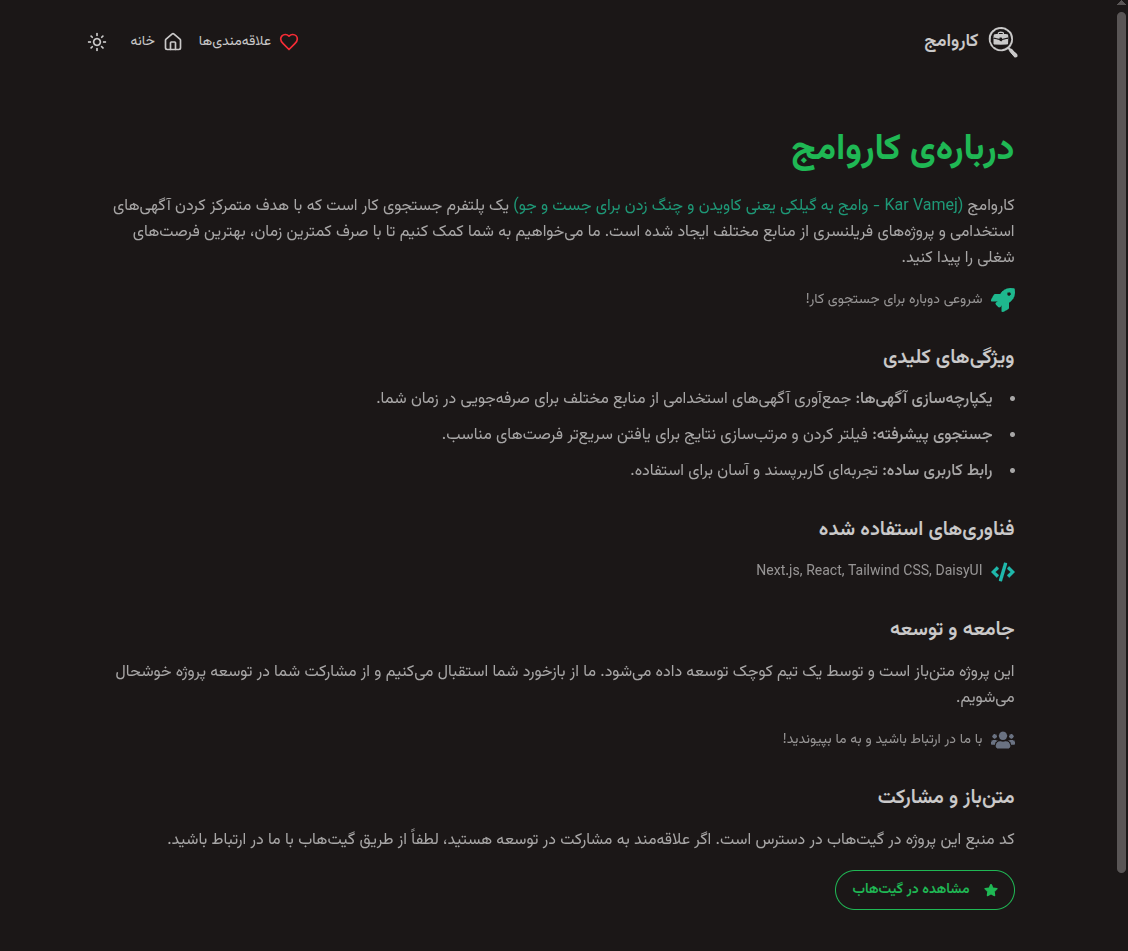 کاروامج
علاقه‌مندی‌ها
خانه
درباره‌ی کاروامج
کاروامج (Kar Vamej - وامج به گیلکی یعنی کاویدن و چنگ زدن برای جست و جو) یک پلتفرم جستجوی کار است که با هدف متمرکز کردن آگهی‌های
استخدامی و پروژه‌های فریلنسری از منابع مختلف ایجاد شده است. ما می‌خواهیم به شما کمک کنیم تا با صرف کمترین زمان، بهترین فرصت‌های
شغلی را پیدا کنید.
شروعی دوباره برای جستجوی کار!
ویژگی‌های کلیدی
• یکپارچه‌سازی آگهی‌ها: جمع‌آوری آگهی‌های استخدامی از منابع مختلف برای صرفه‌جویی در زمان شما.
• جستجوی پیشرفته: فیلتر کردن و مرتب‌سازی نتایج برای یافتن سریع‌تر فرصت‌های مناسب.
• رابط کاربری ساده: تجربه‌ای کاربرپسند و آسان برای استفاده.
فناوری‌های استفاده شده
Next.js, React, Tailwind CSS, DaisyUI
جامعه و توسعه
این پروژه متن‌باز است و توسط یک تیم کوچک توسعه داده می‌شود. ما از بازخورد شما استقبال می‌کنیم و از مشارکت شما در توسعه پروژه خوشحال
می‌شویم.
با ما در ارتباط باشید و به ما بپیوندید!
متن‌باز و مشارکت
کد منبع این پروژه در گیت‌هاب در دسترس است. اگر علاقه‌مند به مشارکت در توسعه هستید، لطفاً از طریق گیت‌هاب با ما در ارتباط باشید.
مشاهده در گیت‌هاب